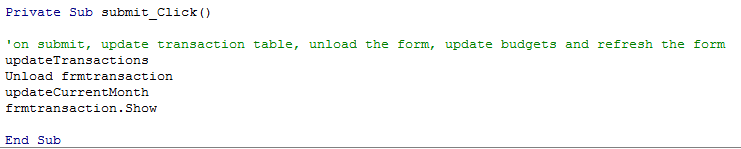 Private Sub submit_Click()
'on submit, update transaction table, unload the form, update budgets and refresh the form
updateTransactions
Unload frmtransaction
updateCurrentMonth
frmtransaction.Show
End Sub